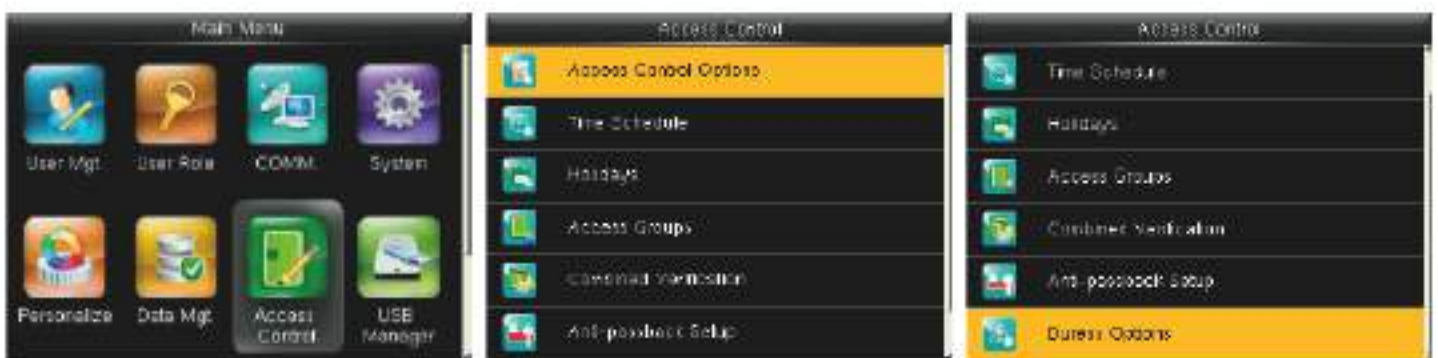 Main Menu
User Mgt.
User Role
COMM.
System
Personalize
Data Mgt.
Access
Control
USB
Manager
Access Control
Access Control Options
Time Schedule
Holidays
Access Groups
Combined Verification
Anti-passback Setup
Access Control
Time Schedule
Holidays
Access Groups
Combined Verification
Anti-passback Setup
Duress Options